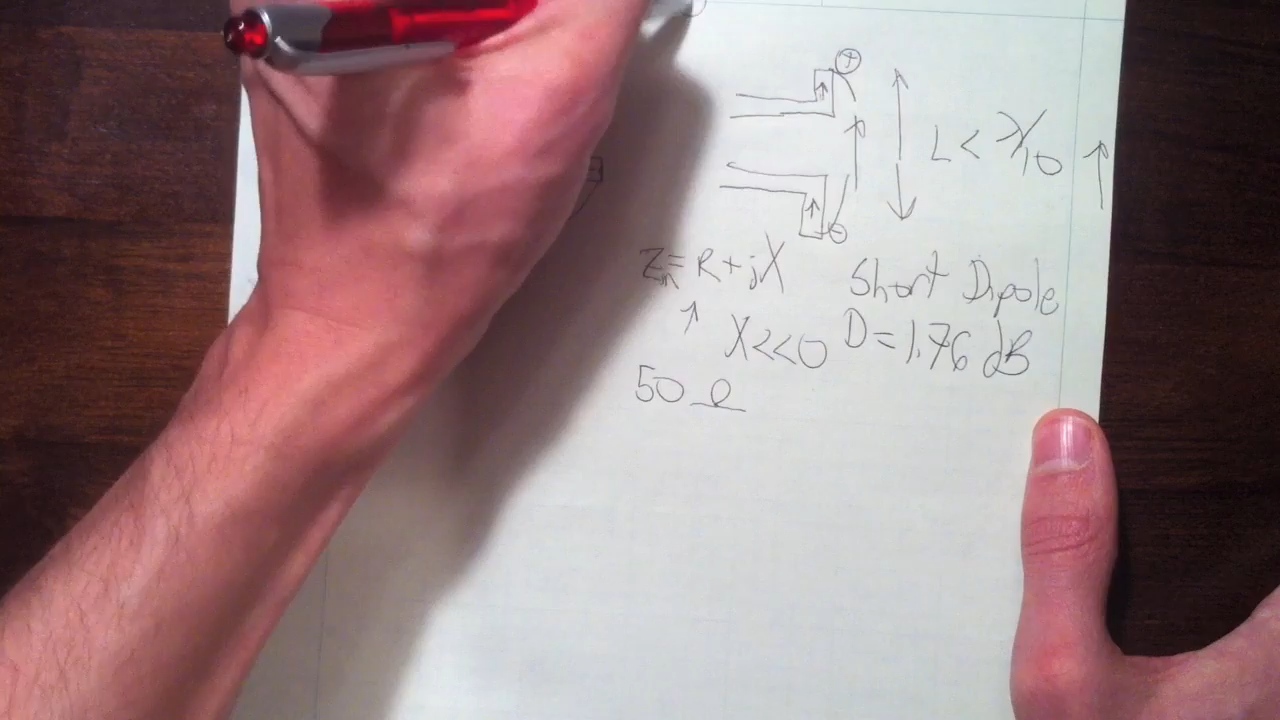 +
L < λ/10
-
Zin = R + jX
Short Dipole
X<<0
D = 1.76 dB
50 Ω